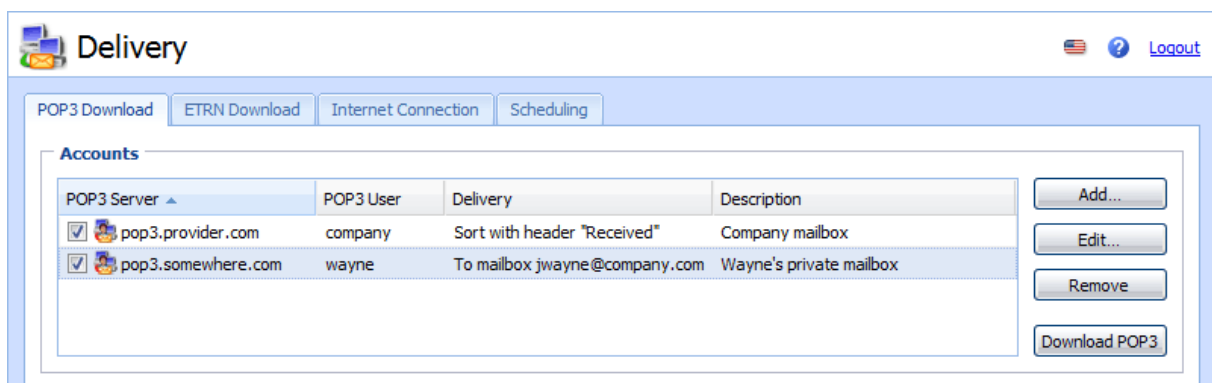 Delivery
Logout
POP3 Download ETRN Download Internet Connection Scheduling
Accounts
POP3 Server POP3 User Delivery Description
Add...
pop3.provider.com company Sort with header "Received" Company mailbox
Edit...
pop3.somewhere.com wayne To mailbox jwayne@company.com Wayne's private mailbox
Remove
Download POP3